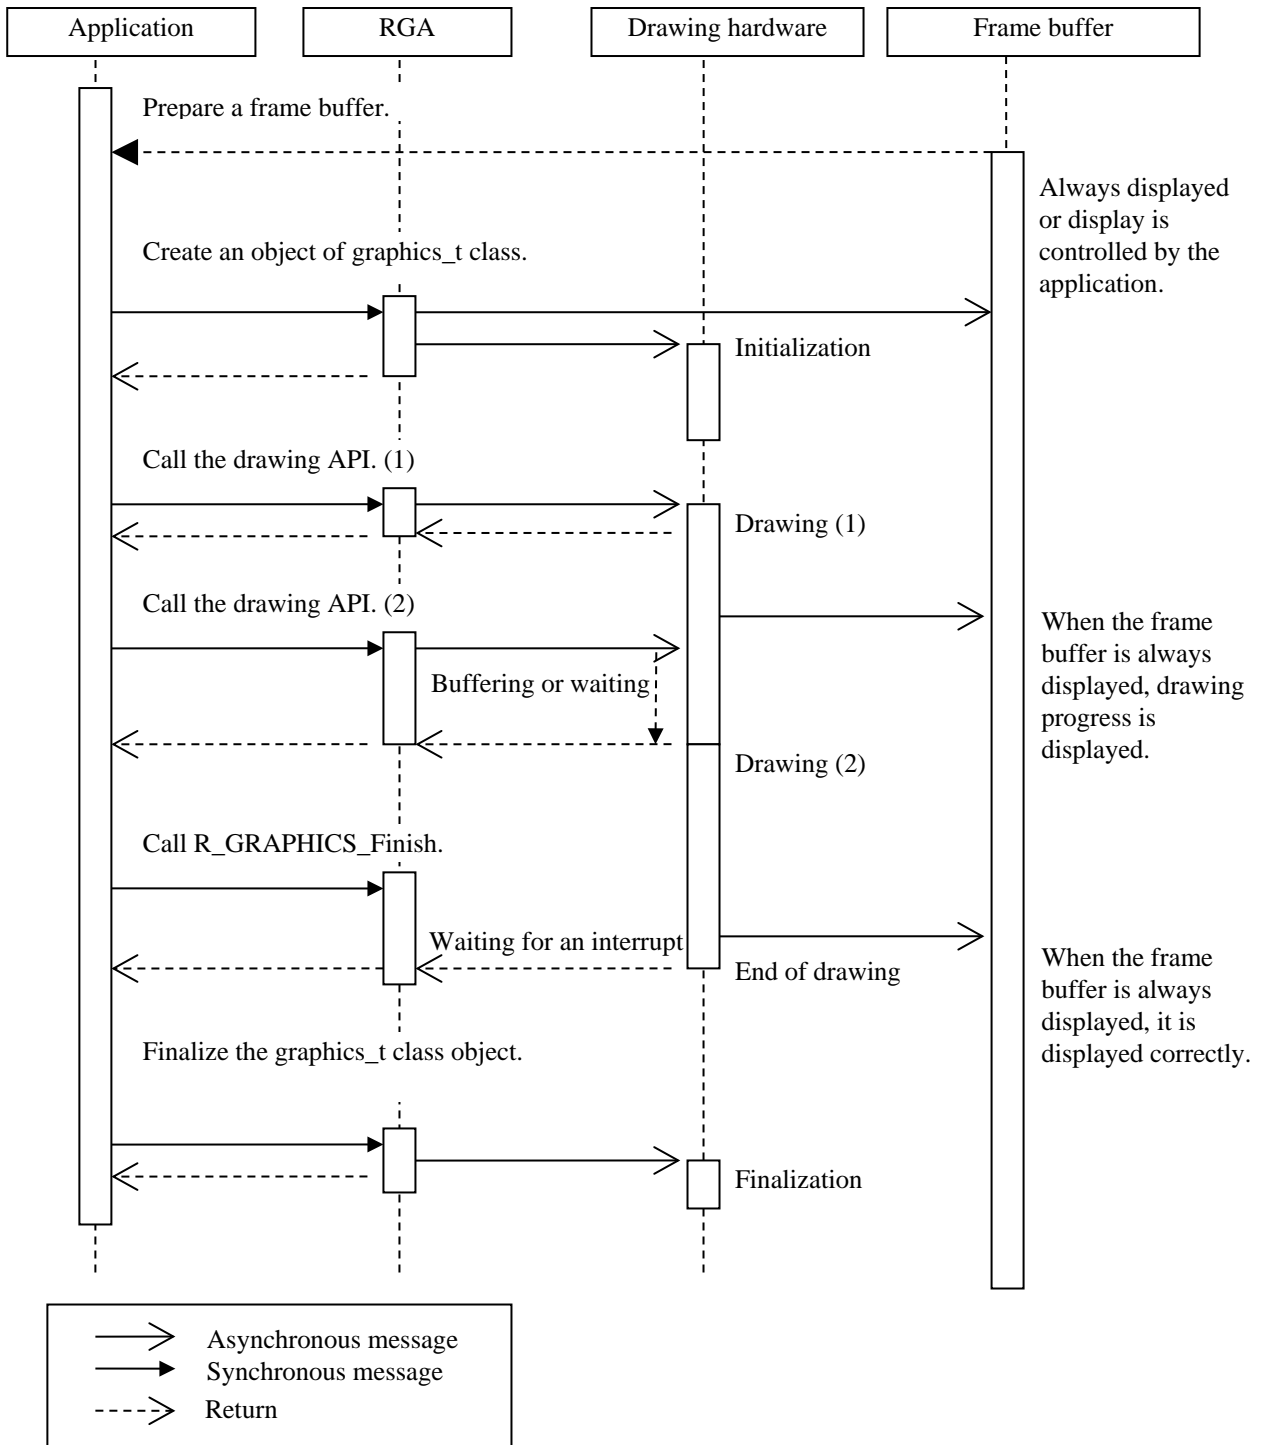 Application
RGA
Drawing hardware
Frame buffer
Prepare a frame buffer.
Always displayed
or display is
controlled by the
application.
Create an object of graphics_t class.
Initialization
Call the drawing API. (1)
Drawing (1)
Call the drawing API. (2)
When the frame
buffer is always
displayed, drawing
progress is
displayed.
Buffering or waiting
Drawing (2)
Call R_GRAPHICS_Finish.
Waiting for an interrupt
End of drawing
When the frame
buffer is always
displayed, it is
displayed correctly.
Finalize the graphics_t class object.
Finalization
Asynchronous message
Synchronous message
Return